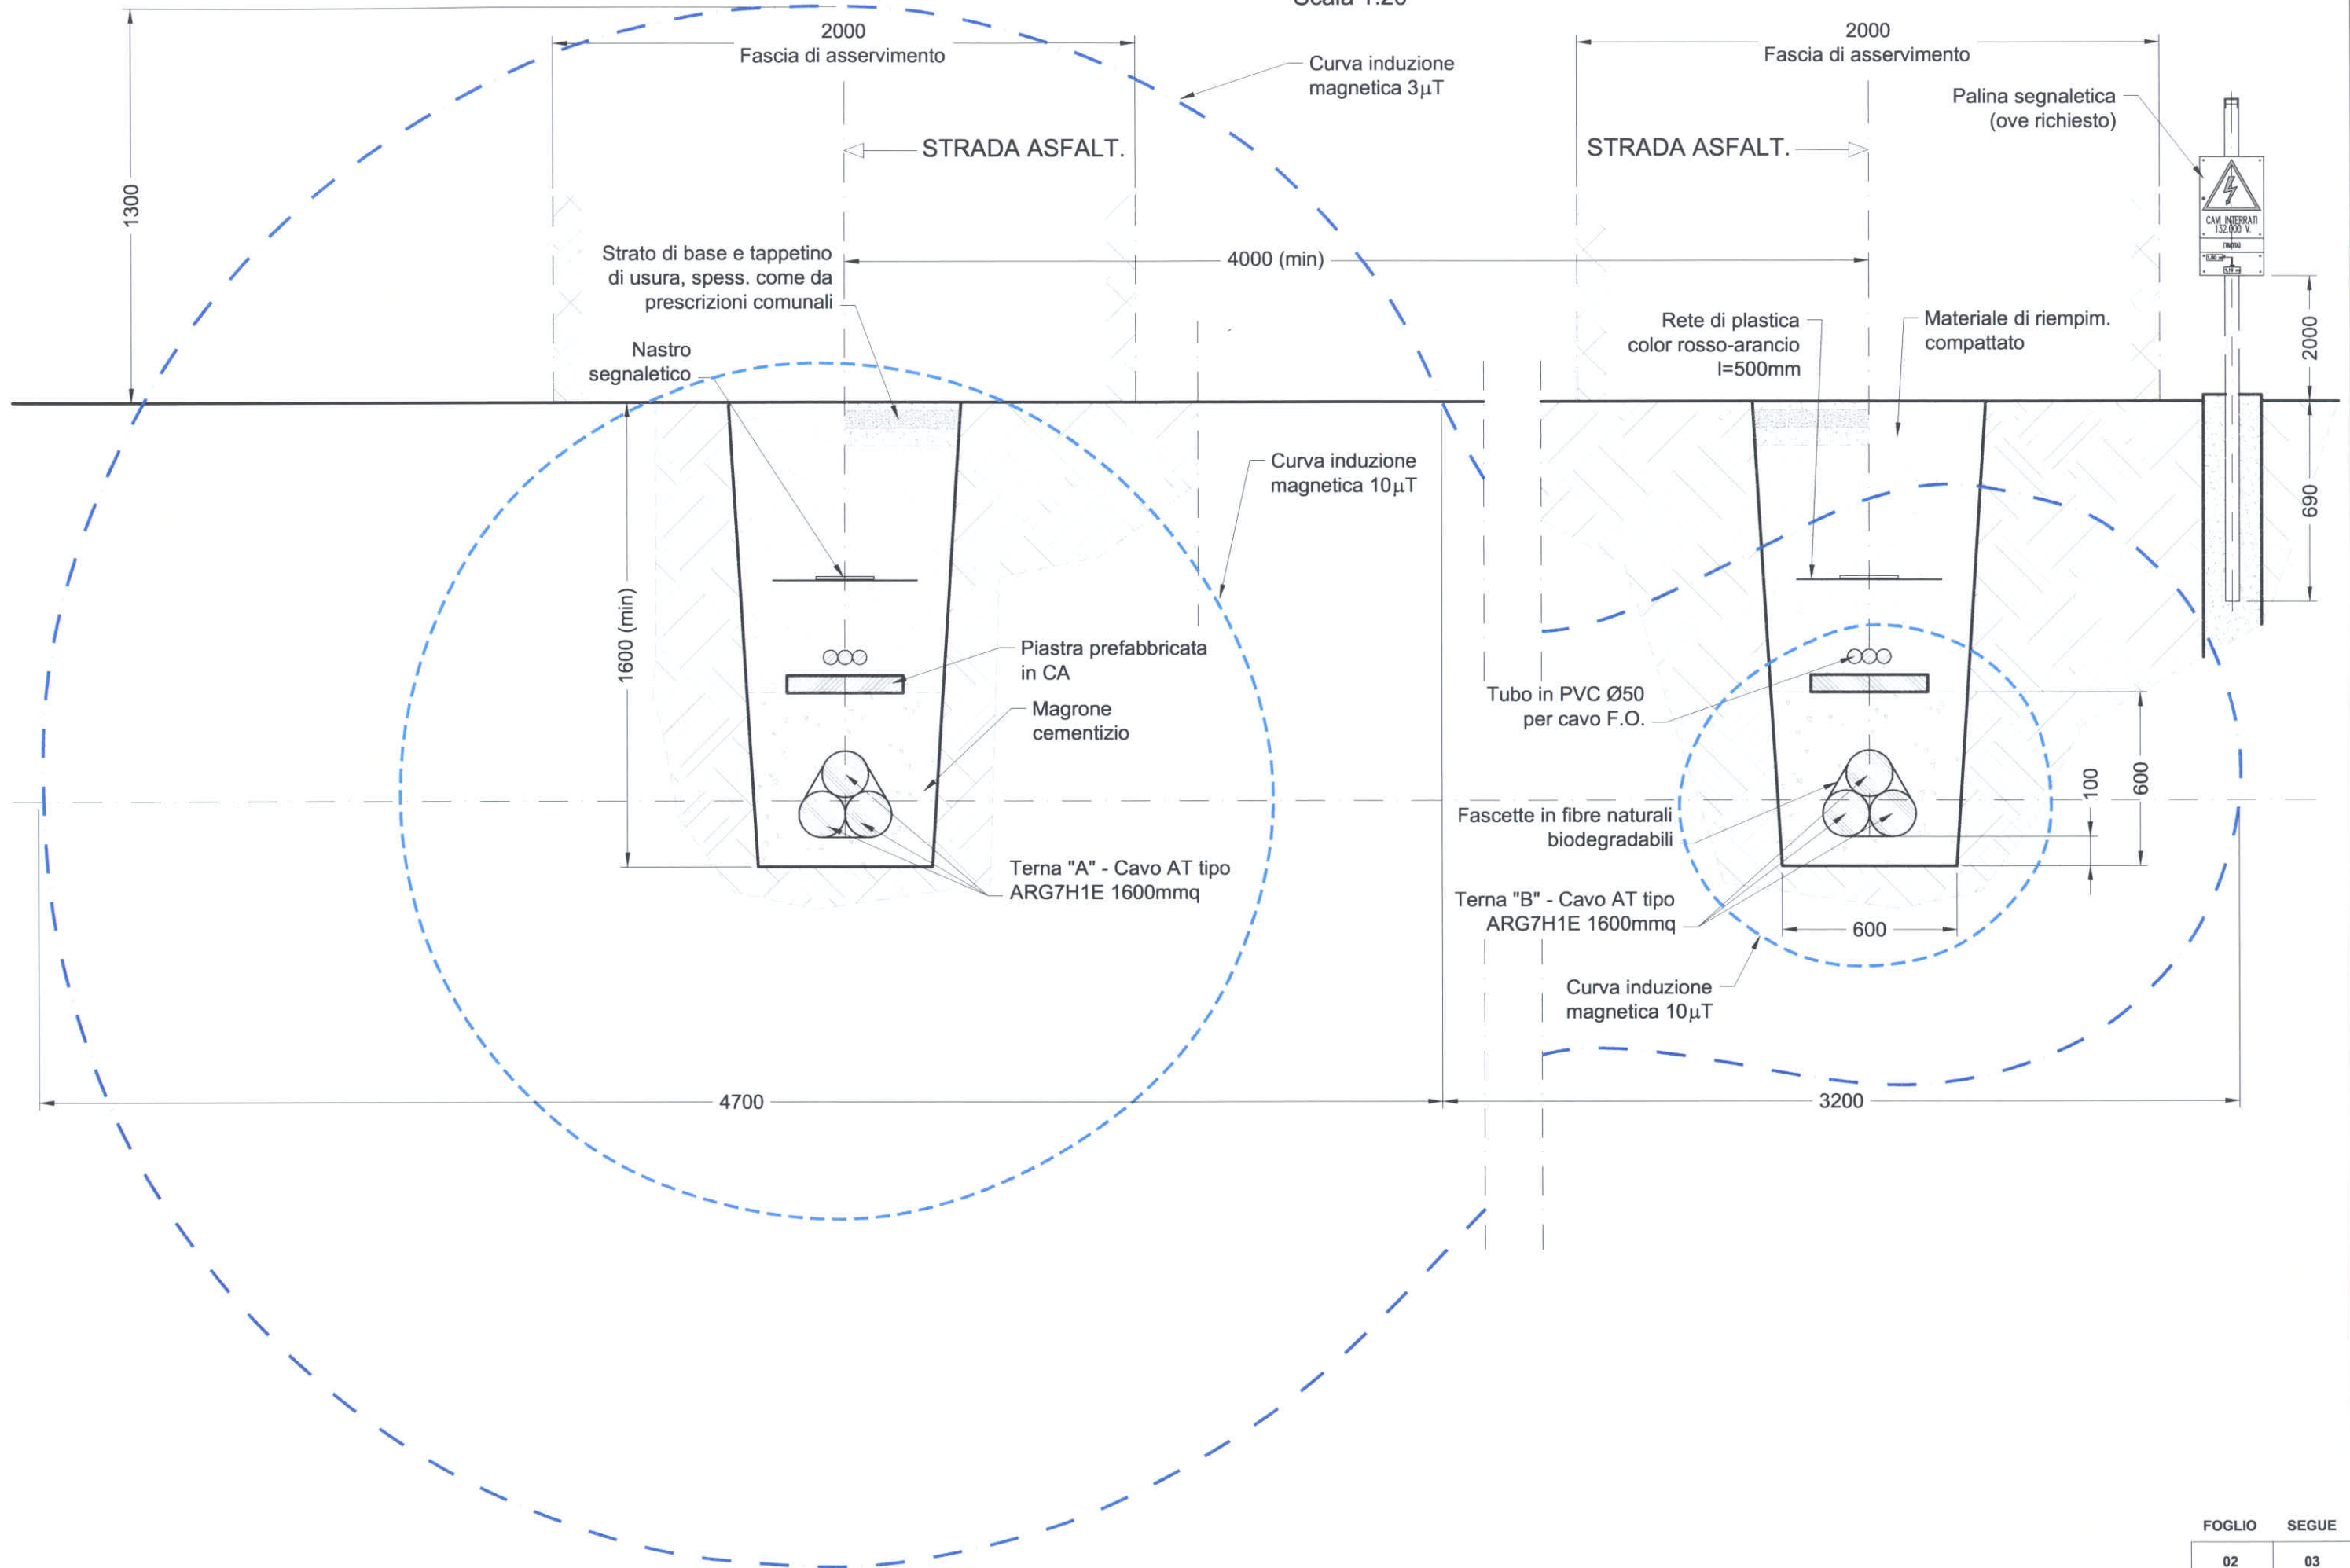 2000
Fascia di asservimento
Curva induzione
magnetica 3µT
2000
Fascia di asservimento
Palina segnaletica
(ove richiesto)
STRADA ASFALT.
STRADA ASFALT.
1300
CAVI INTERRATI
132.000 V.
Strato di base e tappetino
di usura, spess. come da
prescrizioni comunali
4000 (min)
Rete di plastica
color rosso-arancio
l=500mm
Materiale di riempim.
compattato
2000
Nastro
segnaletico
Curva induzione
magnetica 10µT
690
1600 (min)
Piastra prefabbricata
in CA
Magrone
cementizio
Tubo in PVC Ø50
per cavo F.O.
100
600
Fascette in fibre naturali
biodegradabili
Terna "A" - Cavo AT tipo
ARG7H1E 1600mmq
Terna "B" - Cavo AT tipo
ARG7H1E 1600mmq
600
Curva induzione
magnetica 10µT
4700
3200
FOGLIO SEGUE
02 03